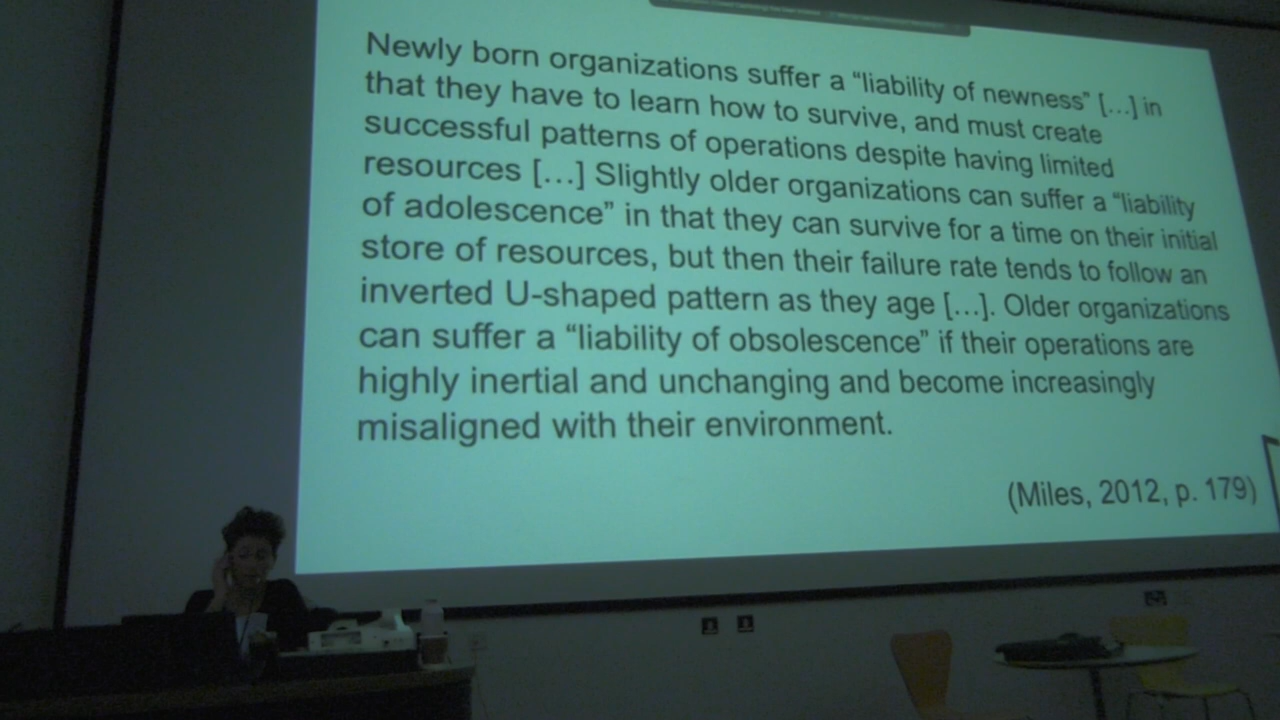 Newly born organizations suffer a “liability of newness” […] in
that they have to learn how to survive, and must create
successful patterns of operations despite having limited
resources […] Slightly older organizations can suffer a “liability
of adolescence” in that they can survive for a time on their initial
store of resources, but then their failure rate tends to follow an
inverted U-shaped pattern as they age […]. Older organizations
can suffer a “liability of obsolescence” if their operations are
highly inertial and unchanging and become increasingly
misaligned with their environment.
(Miles, 2012, p. 179)